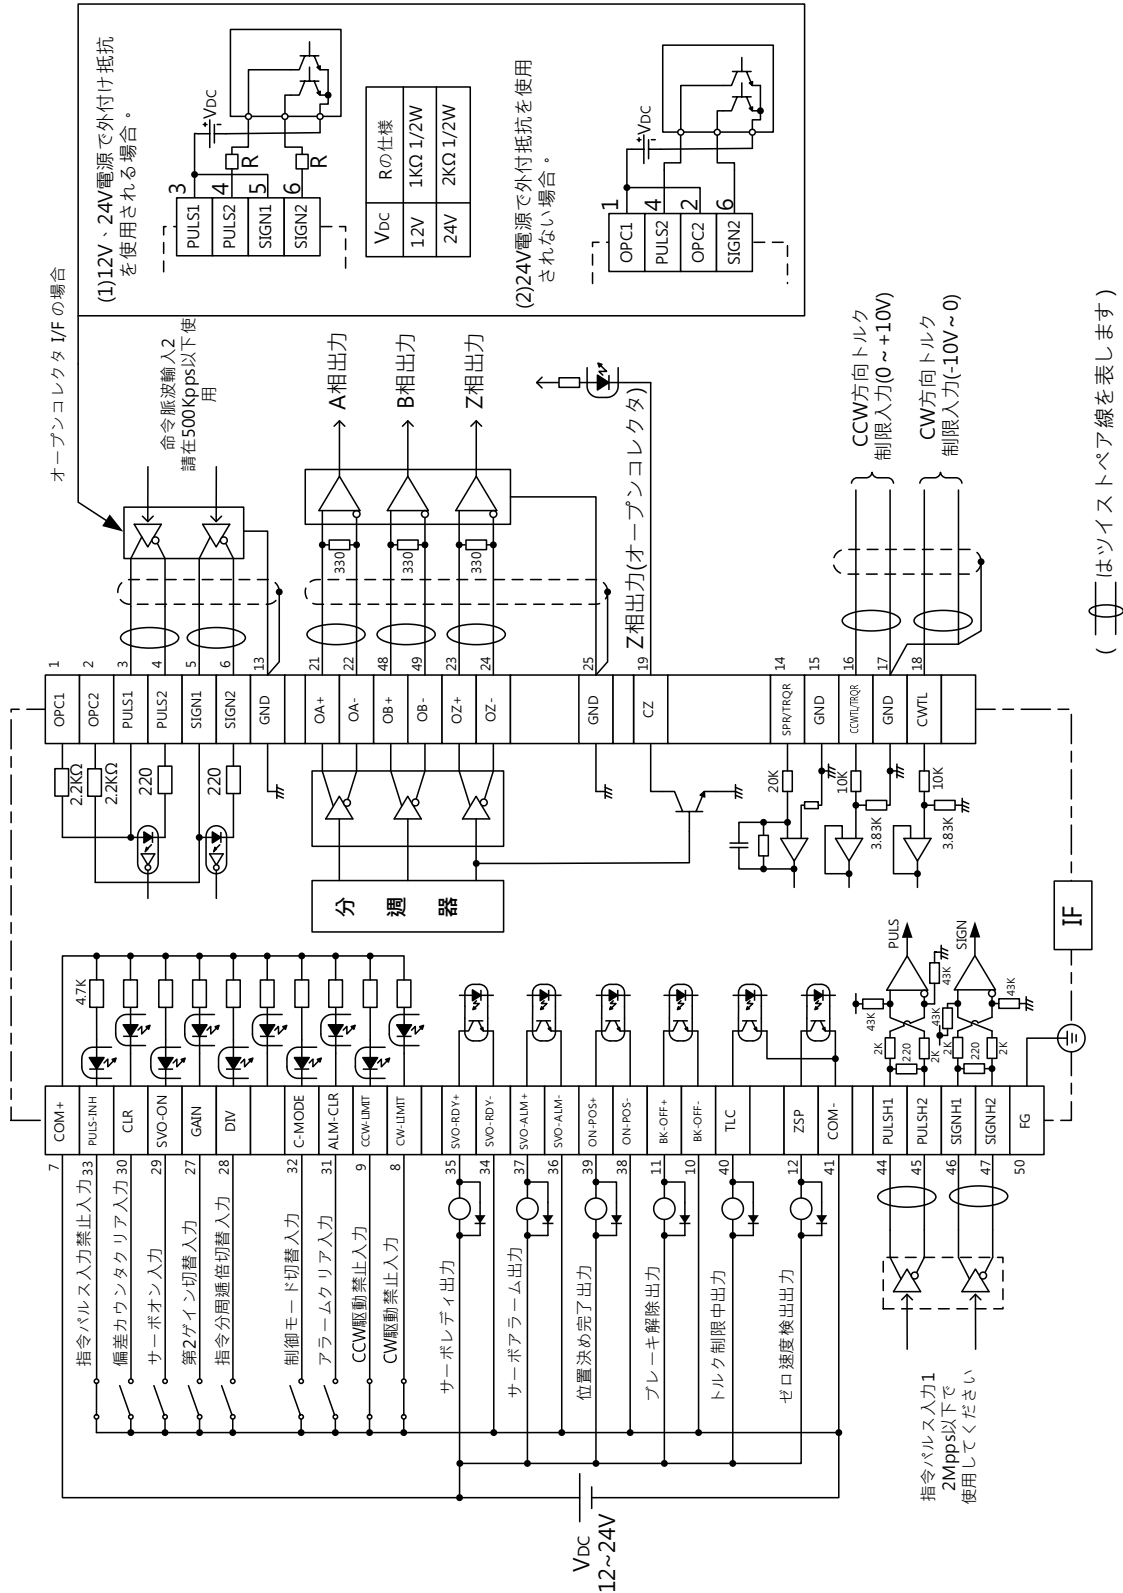 オープンコレクタ I/F の場合
(1)12V、24V電源で外付け抵抗
を使用される場合。
PULS1 3
PULS2 4
SIGN1 5
SIGN2 6
R
R
VDC
VDC Rの仕様
12V 1KΩ 1/2W
24V 2KΩ 1/2W
(2)24V電源で外付抵抗を使用
されない場合。
OPC1 1
PULS2 4
OPC2 2
SIGN2 6
VDC
命令脈波輸入2
請在500Kpps以下使
用
A相出力
B相出力
Z相出力
330
330
330
Z相出力(オープンコレクタ)
CCW方向トルク
制限入力(0~+10V)
CW方向トルク
制限入力(-10V~0)
( はツイストペア線を表します )
OPC1 1
OPC2 2
PULS1 3
PULS2 4
SIGN1 5
SIGN2 6
GND 13
OA+ 21
OA- 22
OB+ 48
OB- 49
OZ+ 23
OZ- 24
GND 25
CZ 19
SPR/TRQR 14
GND 15
CCWTL/TRQR 16
GND 17
CWTL 18
2.2KΩ
2.2KΩ
220
220
分 週 器
20K
10K
3.83K
10K
3.83K
IF
4.7K
COM+ 7
PULS-INH 33 指令パルス入力禁止入力
CLR 30 偏差カウンタクリア入力
SVO-ON 29 サーボオン入力
GAIN 27 第2ゲイン切替入力
DIV 28 指令分周逓倍切替入力
C-MODE 32 制御モード切替入力
ALM-CLR 31 アラームクリア入力
CCW-LIMIT 9 CCW駆動禁止入力
CW-LIMIT 8 CW駆動禁止入力
SVO-RDY+ 35 サーボレディ出力
SVO-RDY- 34
SVO-ALM+ 37 サーボアラーム出力
SVO-ALM- 36
ON-POS+ 39 位置決め完了出力
ON-POS- 38
BK-OFF+ 11 ブレーキ解除出力
BK-OFF- 10
TLC 40 トルク制限中出力
ZSP 12 ゼロ速度検出出力
COM- 41
PULSH1 44
PULSH2 45
SIGNH1 46
SIGNH2 47
FG 50
PULS
SIGN
43K
43K
43K
43K
2K
220
2K
2K
220
2K
VDC
12~24V
指令パルス入力1
2Mpps以下で
使用してください